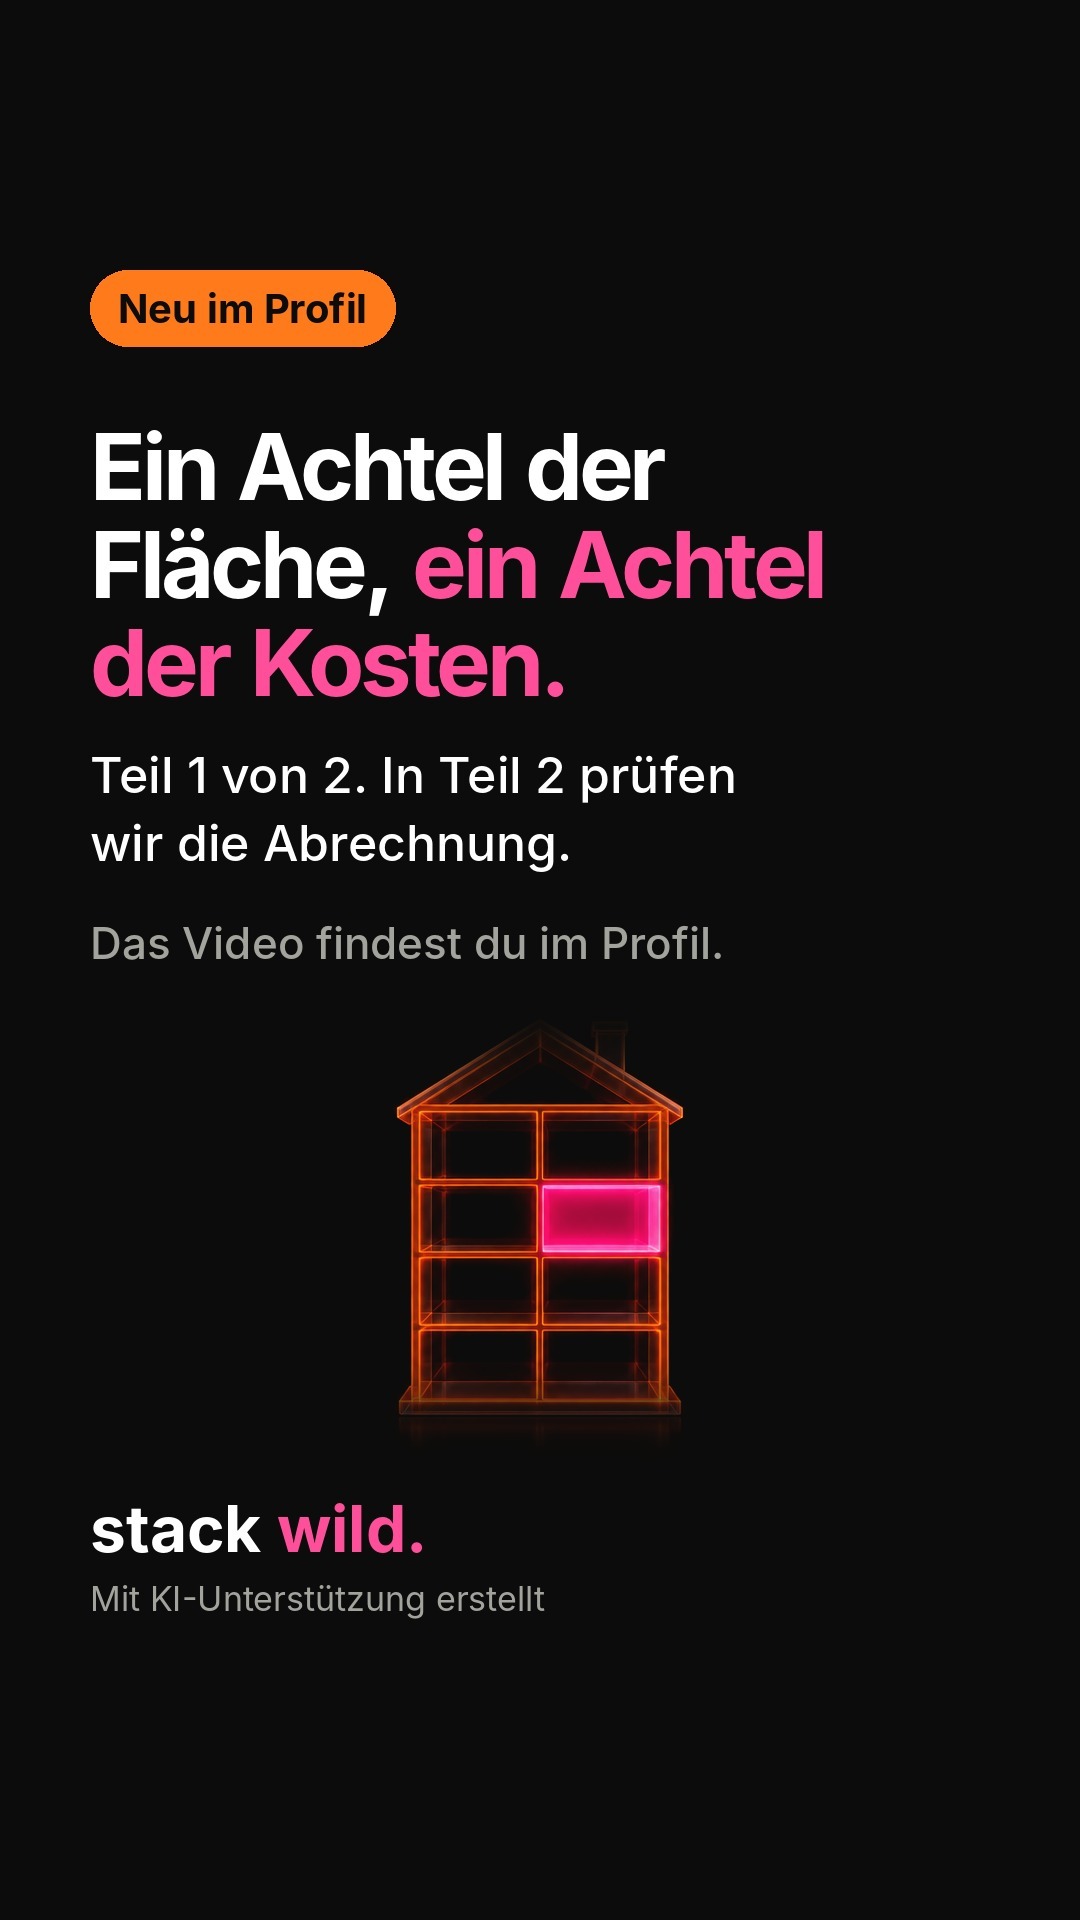 Neu im Profil
Ein Achtel der
Fläche, ein Achtel
der Kosten.
Teil 1 von 2. In Teil 2 prüfen
wir die Abrechnung.
Das Video findest du im Profil.
stack wild.
Mit KI-Unterstützung erstellt